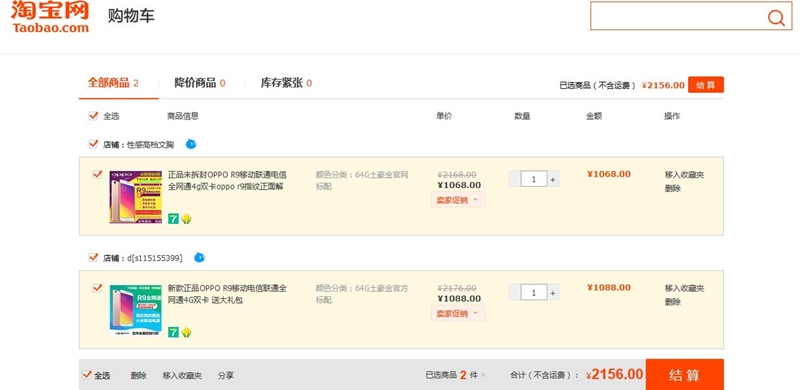 淘宝网
Taobao.com
购物车
全部商品 2
降价商品 0
库存紧张 0
已选商品（不含运费） ¥2156.00 结 算
全选 商品信息 单价 数量 金额 操作
店铺：性感高档文胸
正品未拆封OPPO R9移动联通电信
全网通4g双卡oppo r9指纹正面解
颜色分类：64G土豪金官网
标配
¥2168.00
¥1068.00
卖家促销
1 +
¥1068.00
移入收藏夹
删除
oppo
R9
7
店铺：d[s115155399]
新款正品OPPO R9移动电信联通全
网通4G双卡 送大礼包
颜色分类：64G土豪金官方
标配
¥2176.00
¥1088.00
卖家促销
1 +
¥1088.00
移入收藏夹
删除
R9全网通
7
全选 删除 移入收藏夹 分享
已选商品 2 件 合计（不含运费）： ¥2156.00 结 算